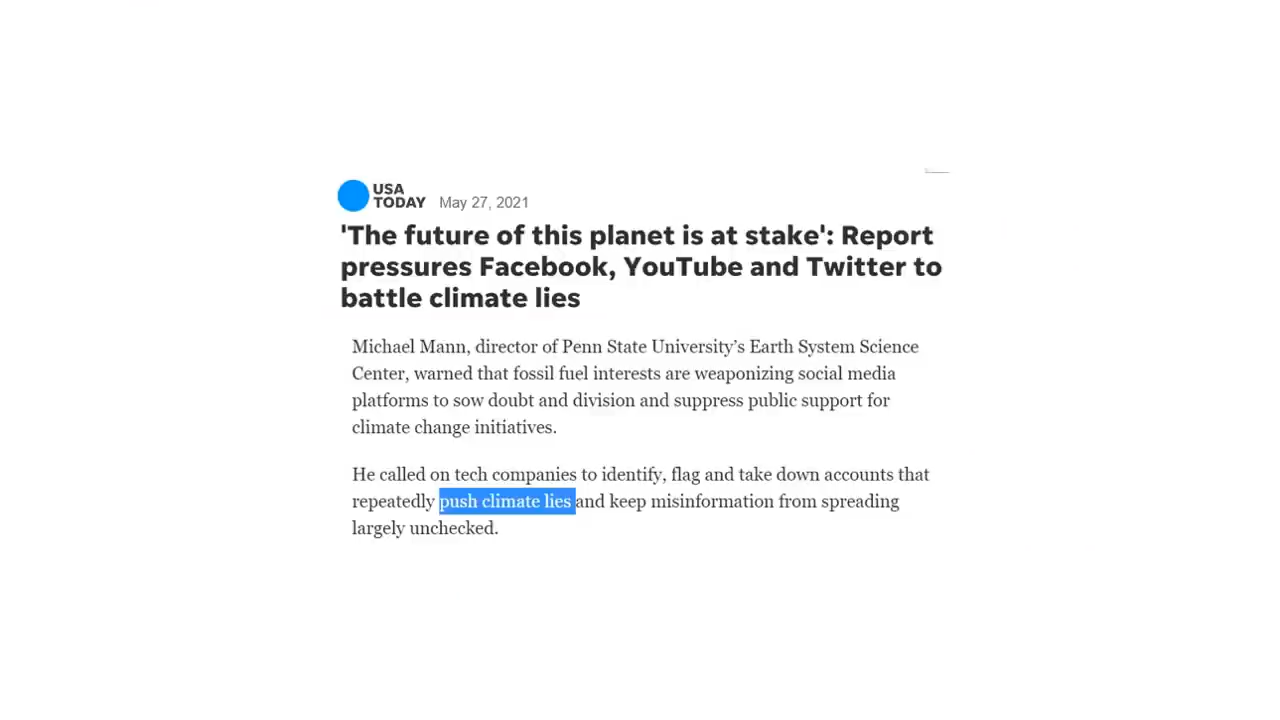 USA
TODAY May 27, 2021
'The future of this planet is at stake': Report
pressures Facebook, YouTube and Twitter to
battle climate lies
Michael Mann, director of Penn State University’s Earth System Science
Center, warned that fossil fuel interests are weaponizing social media
platforms to sow doubt and division and suppress public support for
climate change initiatives.
He called on tech companies to identify, flag and take down accounts that
repeatedly push climate lies and keep misinformation from spreading
largely unchecked.